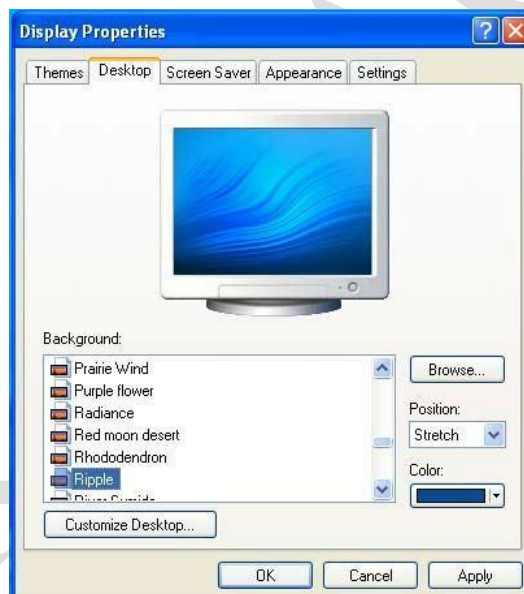 Display Properties
Themes Desktop Screen Saver Appearance Settings
Background:
Prairie Wind
Purple flower
Radiance
Red moon desert
Rhododendron
Ripple
Browse...
Position:
Stretch
Color:
Customize Desktop...
OK Cancel Apply